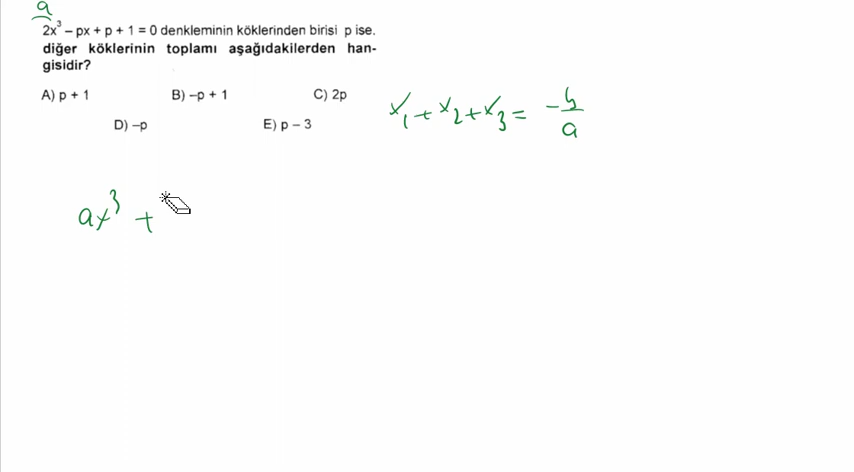 a
2x³ – px + p + 1 = 0 denkleminin köklerinden birisi p ise.
diğer köklerinin toplamı aşağıdakilerden han-
gisidir?
A) p + 1 B) –p + 1 C) 2p
D) –p E) p – 3
x₁ + x₂ + x₃ = -b/a
ax³ +